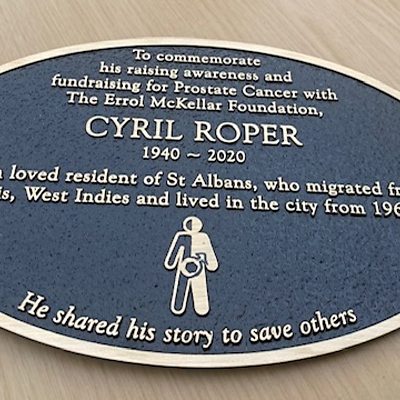 To commemorate
his raising awareness and
fundraising for Prostate Cancer with
The Errol McKellar Foundation,
CYRIL ROPER
1940 ~ 2020
loved resident of St Albans, who migrated
West Indies and lived in the city from
He shared his story to save others